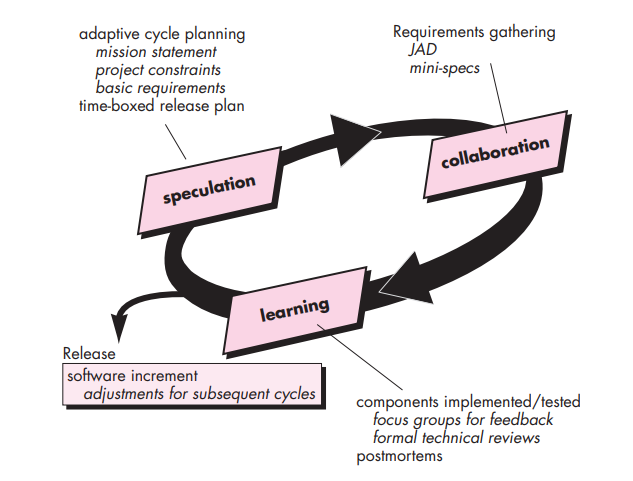 adaptive cycle planning
mission statement
project constraints
basic requirements
time-boxed release plan
Requirements gathering
JAD
mini-specs
speculation
collaboration
learning
Release
software increment
adjustments for subsequent cycles
components implemented/tested
focus groups for feedback
formal technical reviews
postmortems